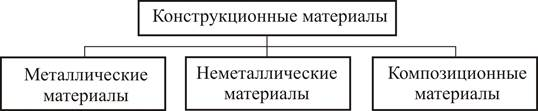 Конструкционные материалы
Металлические
материалы
Неметаллические
материалы
Композиционные
материалы